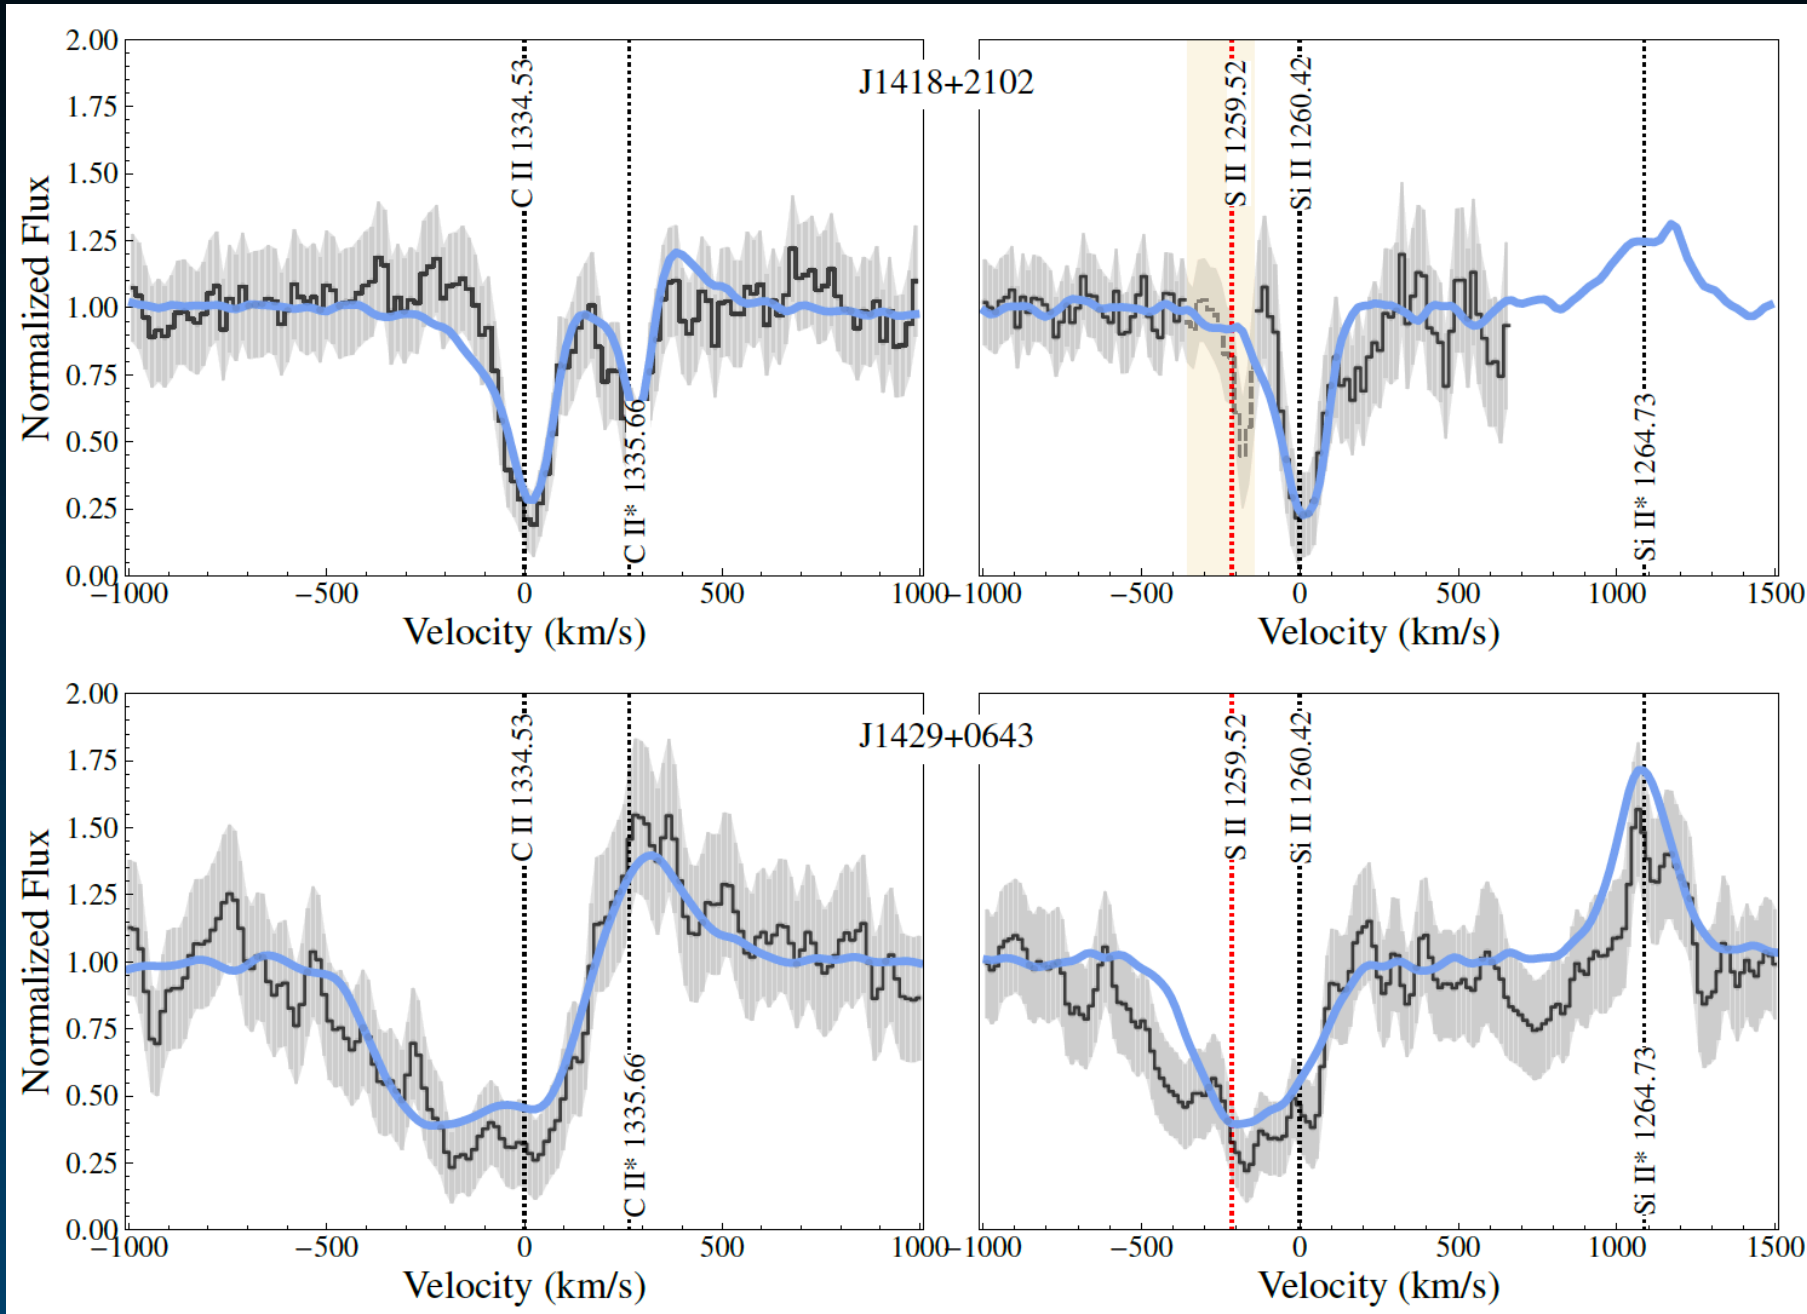 J1418+2102
Normalized Flux
2.00
1.75
1.50
1.25
1.00
0.75
0.50
0.25
0.00
C II 1334.53
C II* 1335.66
−1000 −500 0 500 1000
Velocity (km/s)
S II 1259.52
Si II 1260.42
Si II* 1264.73
−1000 −500 0 500 1000 1500
Velocity (km/s)
J1429+0643
Normalized Flux
2.00
1.75
1.50
1.25
1.00
0.75
0.50
0.25
0.00
C II 1334.53
C II* 1335.66
−1000 −500 0 500 1000
Velocity (km/s)
S II 1259.52
Si II 1260.42
Si II* 1264.73
−1000 −500 0 500 1000 1500
Velocity (km/s)